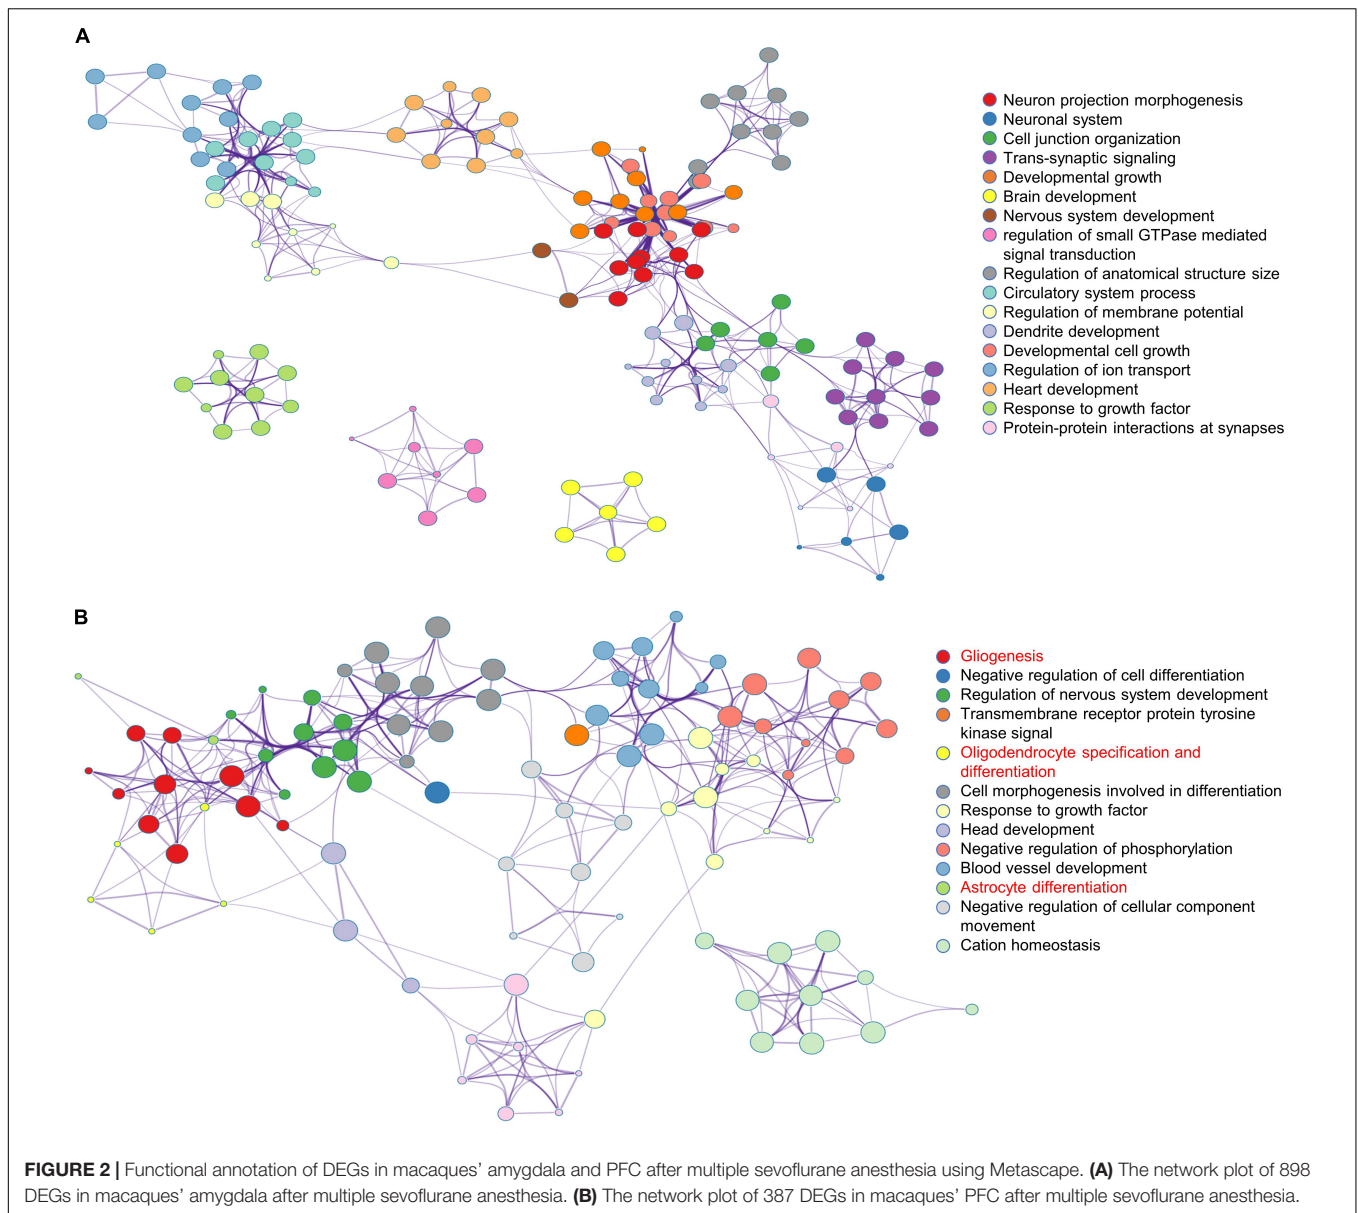 A
Neuron projection morphogenesis
Neuronal system
Cell junction organization
Trans-synaptic signaling
Developmental growth
Brain development
Nervous system development
regulation of small GTPase mediated
signal transduction
Regulation of anatomical structure size
Circulatory system process
Regulation of membrane potential
Dendrite development
Developmental cell growth
Regulation of ion transport
Heart development
Response to growth factor
Protein-protein interactions at synapses
B
Gliogenesis
Negative regulation of cell differentiation
Regulation of nervous system development
Transmembrane receptor protein tyrosine
kinase signal
Oligodendrocyte specification and
differentiation
Cell morphogenesis involved in differentiation
Response to growth factor
Head development
Negative regulation of phosphorylation
Blood vessel development
Astrocyte differentiation
Negative regulation of cellular component
movement
Cation homeostasis
FIGURE 2 | Functional annotation of DEGs in macaques' amygdala and PFC after multiple sevoflurane anesthesia using Metascape. (A) The network plot of 898
DEGs in macaques' amygdala after multiple sevoflurane anesthesia. (B) The network plot of 387 DEGs in macaques' PFC after multiple sevoflurane anesthesia.